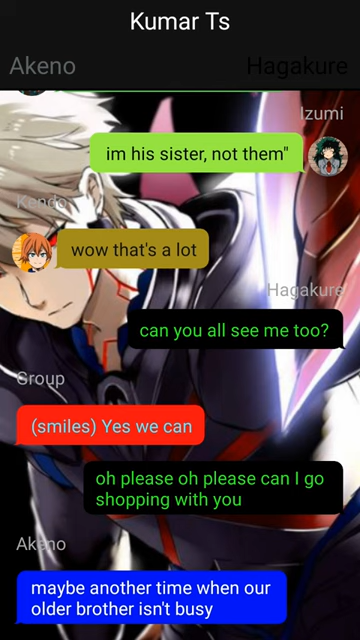 Kumar Ts
Akeno
Hagakure
Izumi
im his sister, not them"
Kendo
wow that's a lot
Hagakure
can you all see me too?
Group
(smiles) Yes we can
oh please oh please can I go
shopping with you
Akeno
maybe another time when our
older brother isn't busy